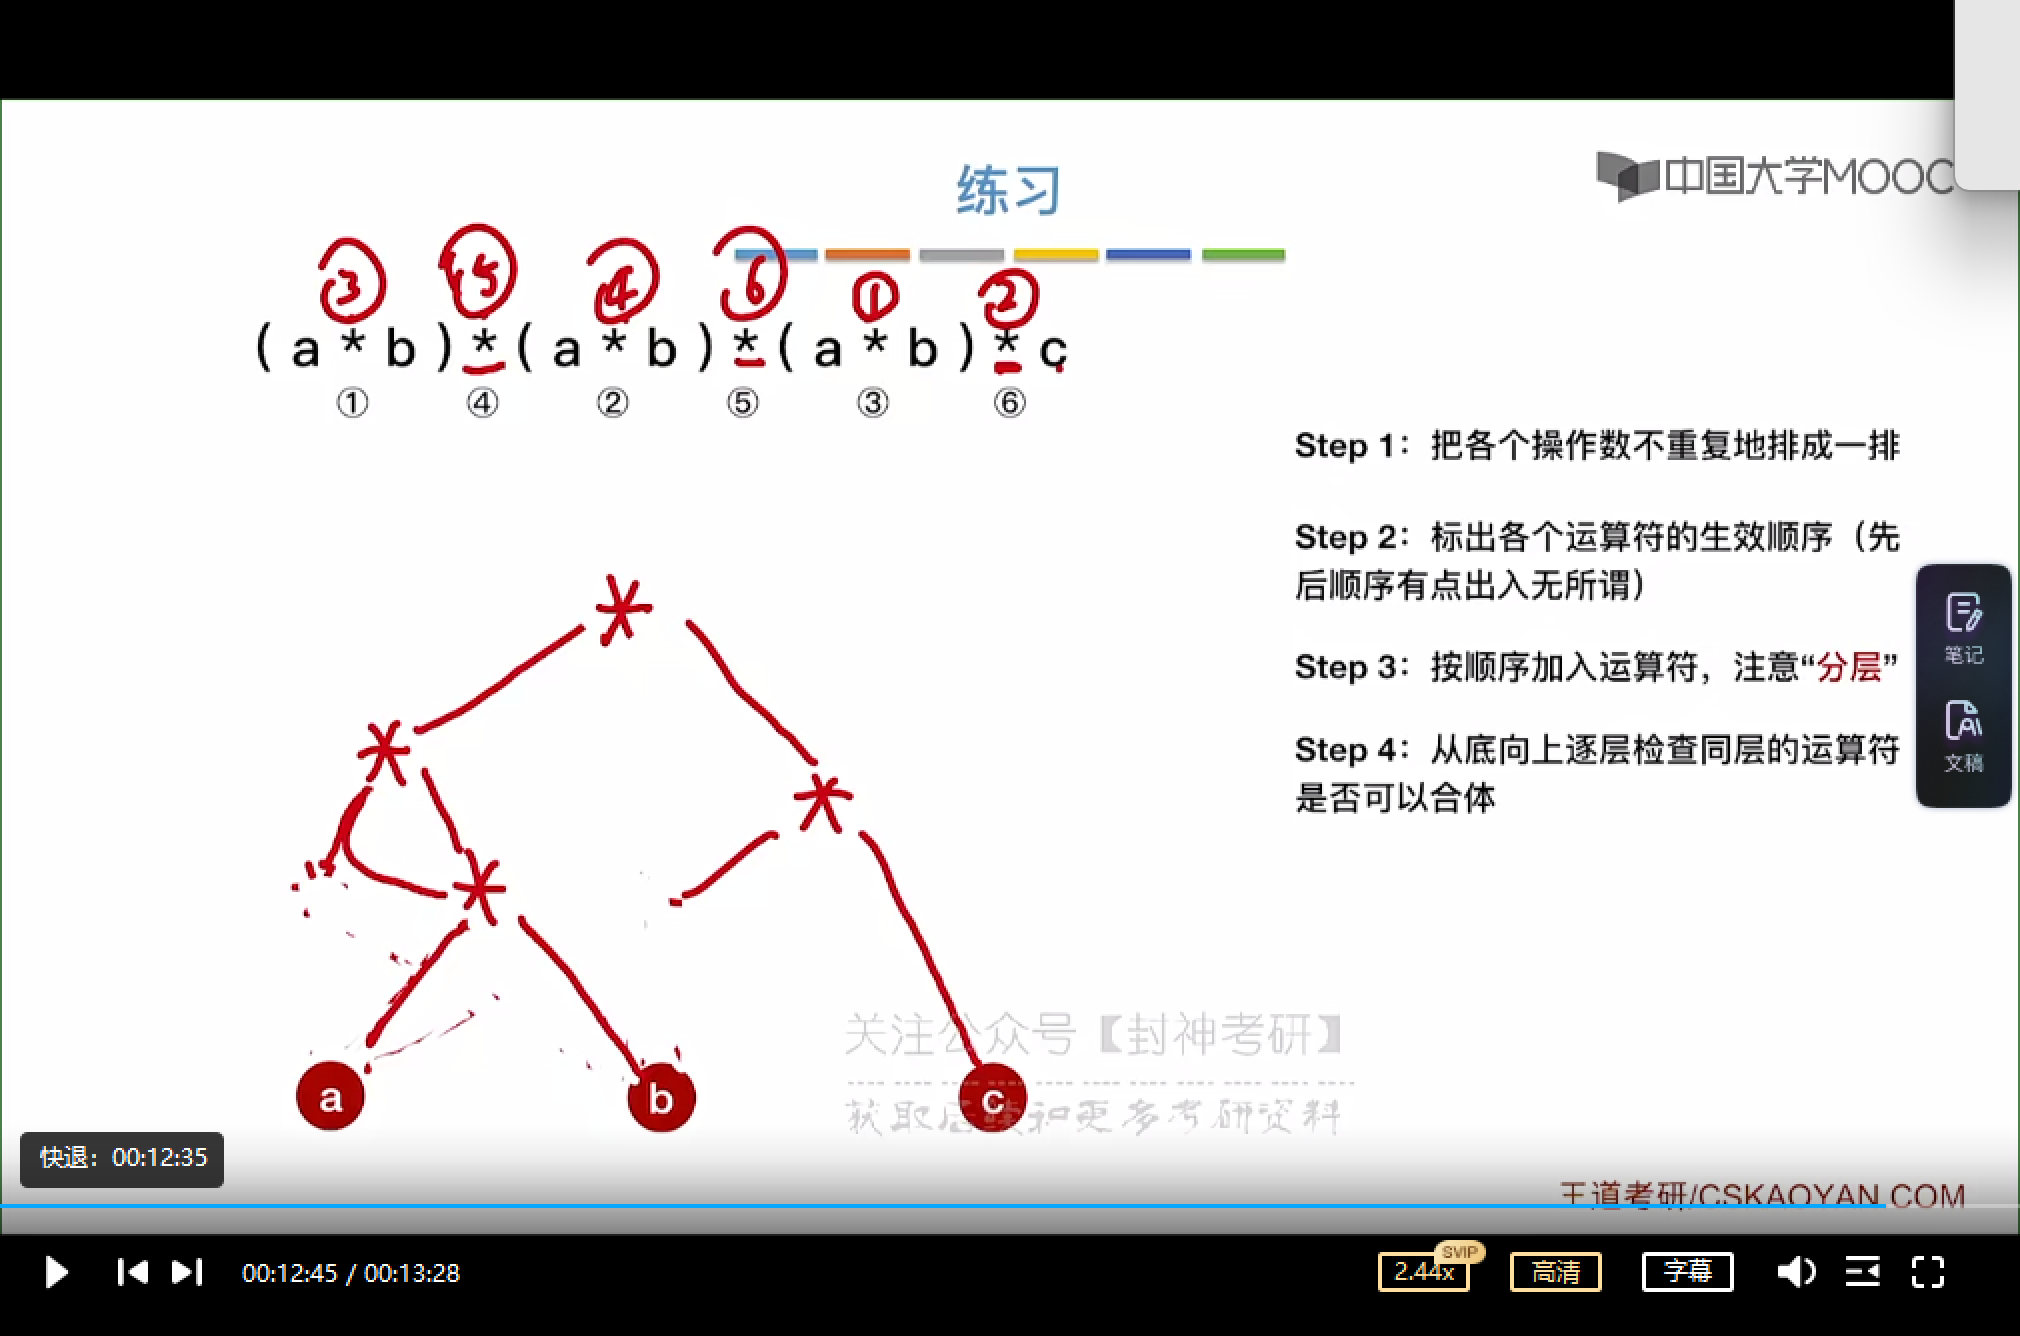 练习
中国大学MOOC
③ ⑤ ④ ⑥ ① ②
(a*b)*(a*b)*(a*b)*c
① ④ ② ⑤ ③ ⑥
Step 1：把各个操作数不重复地排成一排
Step 2：标出各个运算符的生效顺序（先
后顺序有点出入无所谓）
Step 3：按顺序加入运算符，注意“分层”
Step 4：从底向上逐层检查同层的运算符
是否可以合体
笔记
文稿
*
*
*
*
关注公众号【封神考研】
a b c
获取后续和更多考研资料
快退：00:12:35
王道考研/CSKAOYAN.COM
00:12:45 / 00:13:28
SVIP
2.44x 高清 字幕